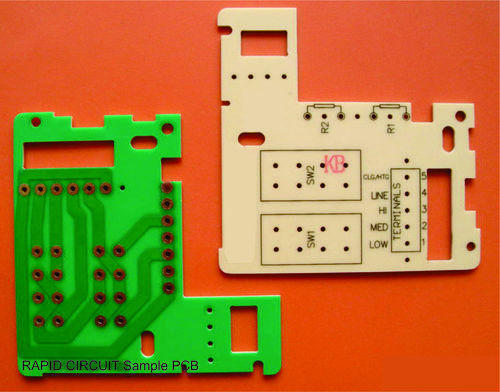 R2
R1
KB
SW2
CLG/HTG
5
LINE
4
HI
3
MED
2
LOW
1
TERMINALS
SW1
RAPID CIRCUIT Sample PCB